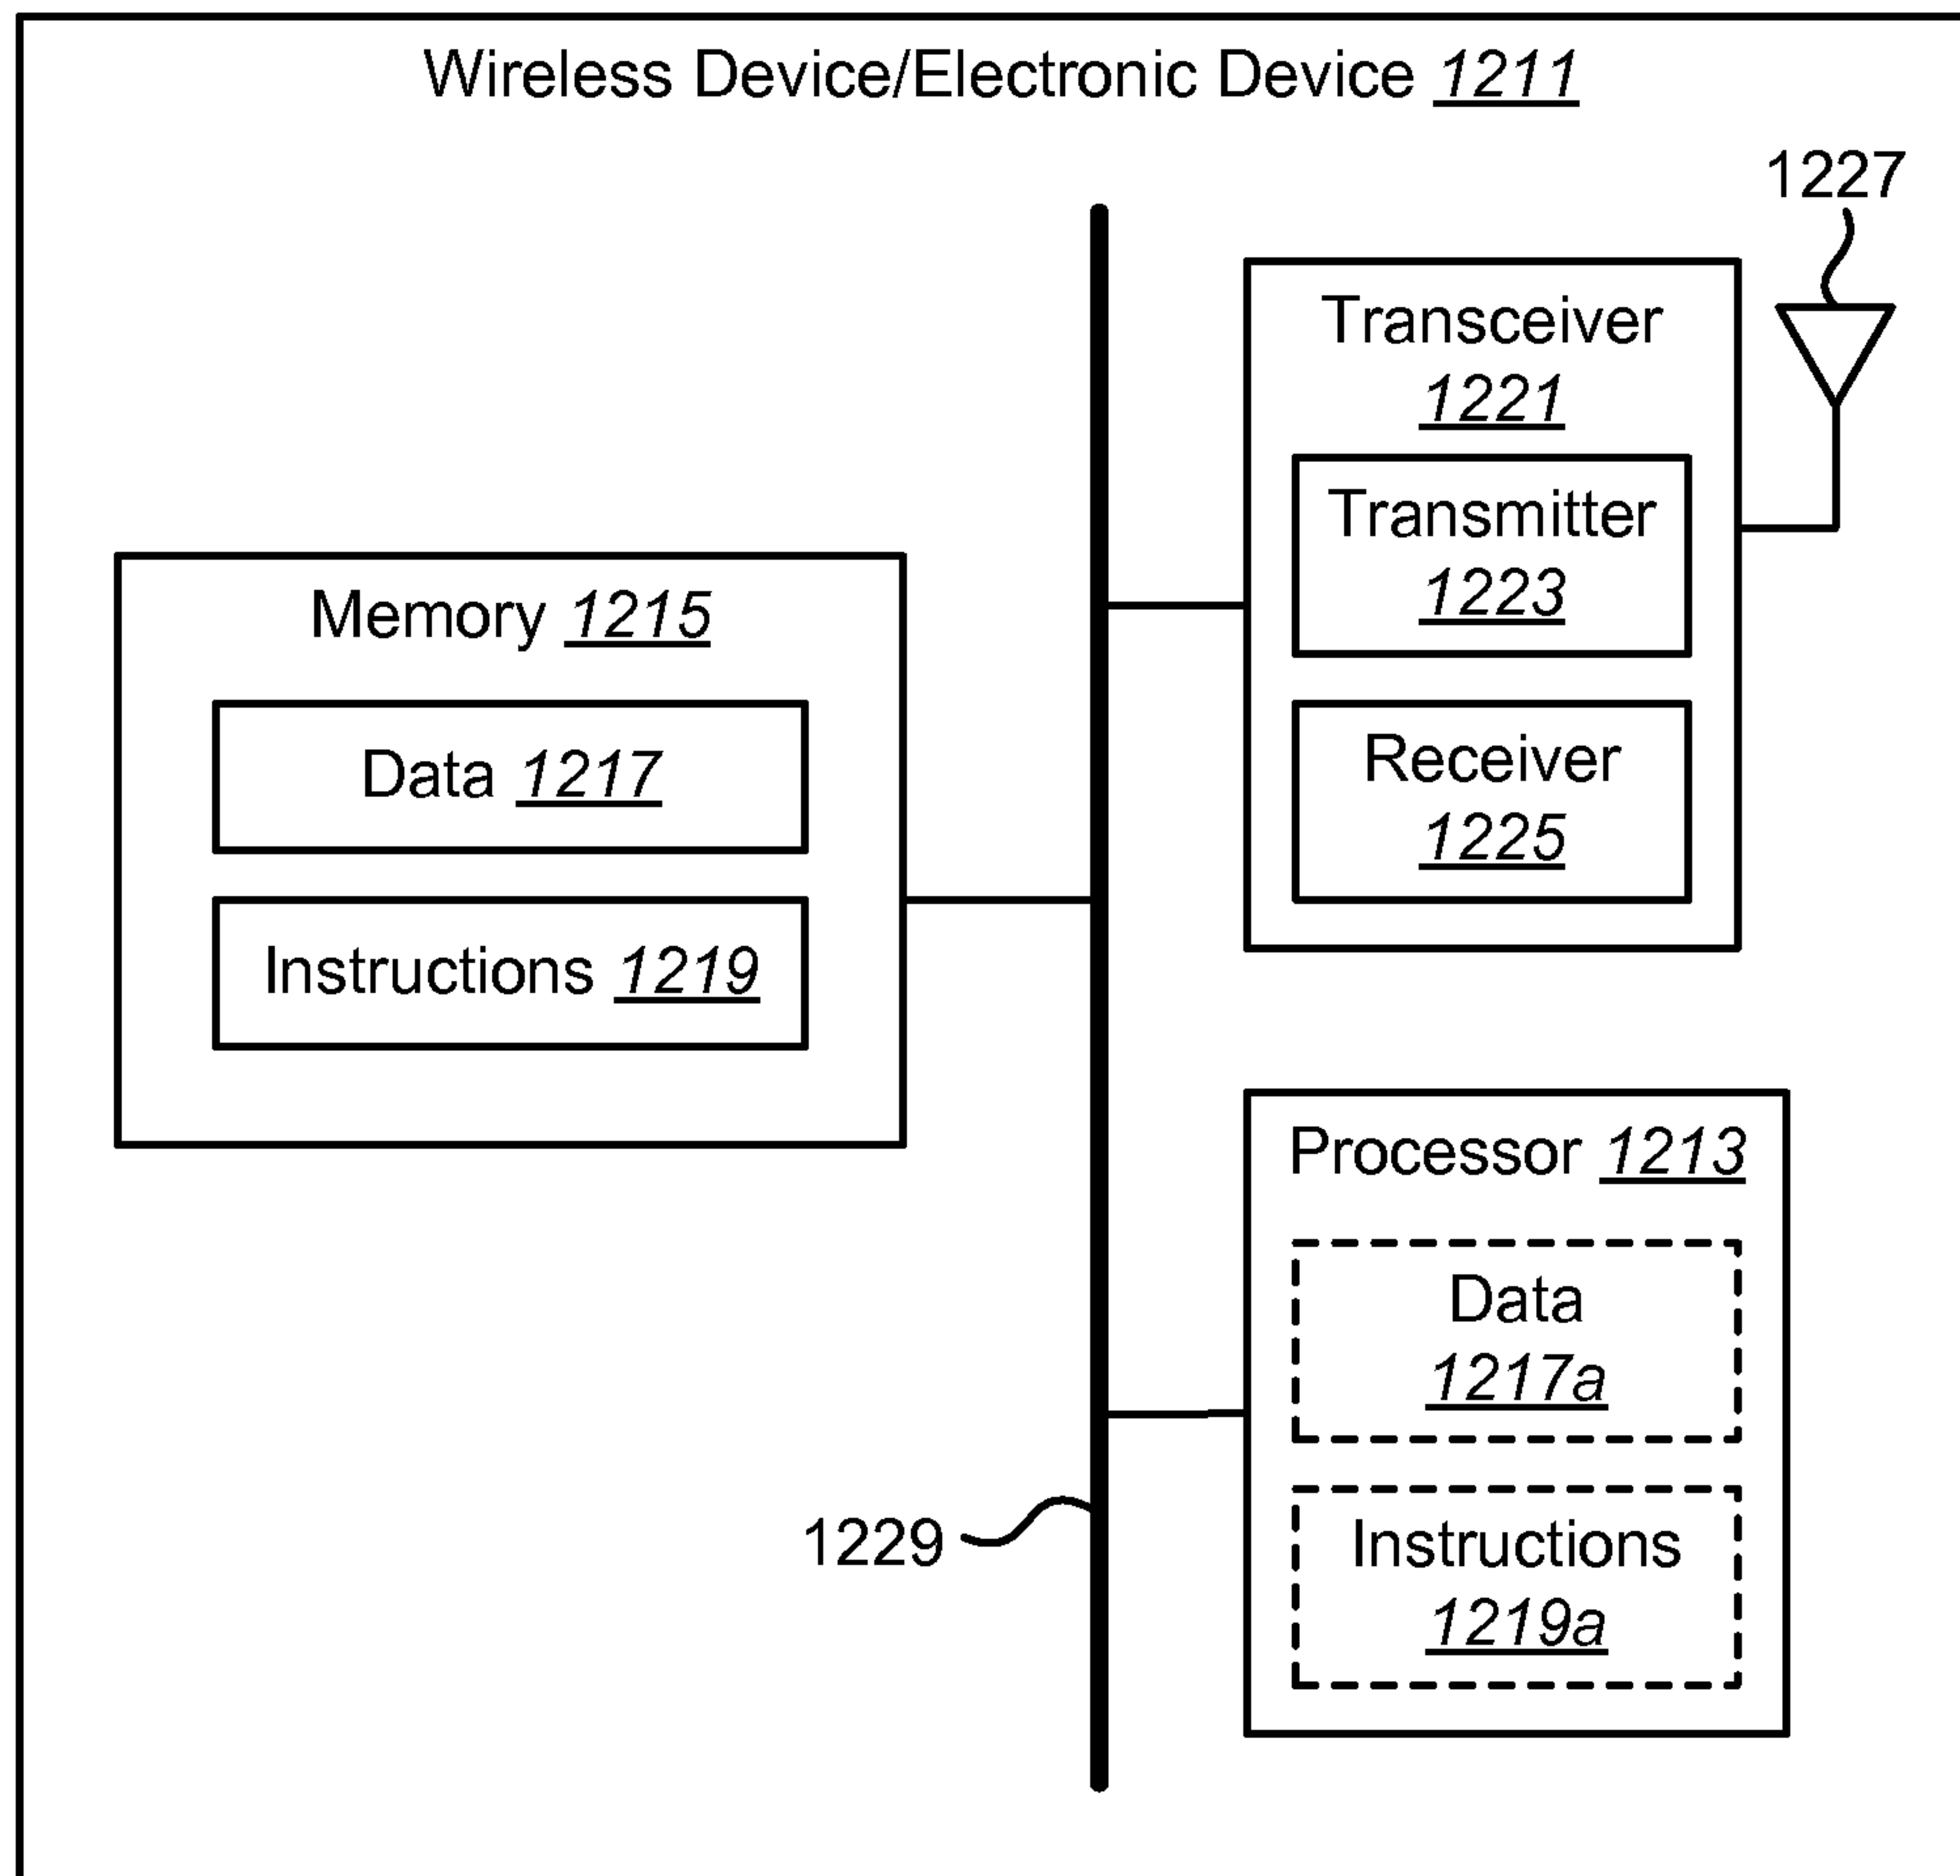 Wireless Device/Electronic Device 1211
1227
Transceiver
1221
Transmitter
1223
Receiver
1225
Memory 1215
Data 1217
Instructions 1219
Processor 1213
Data
1217a
Instructions
1219a
1229